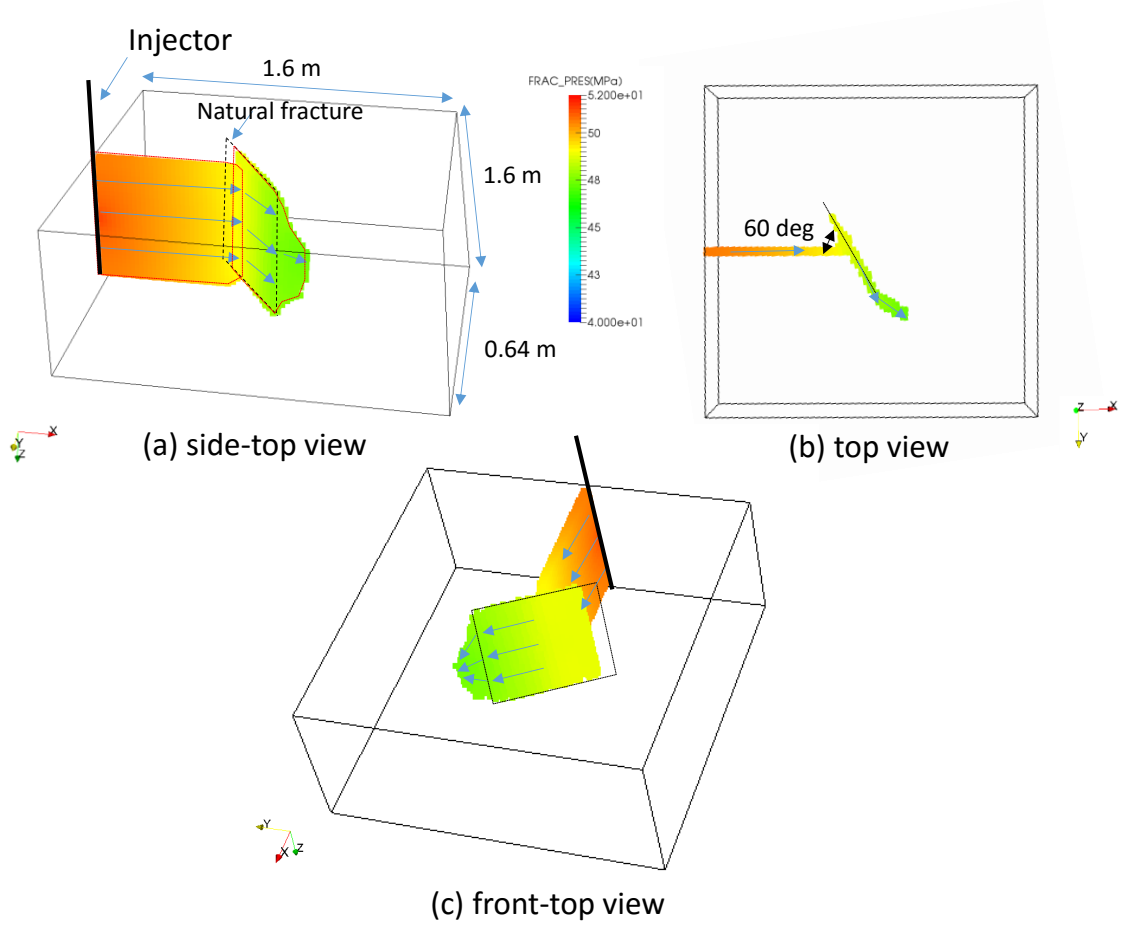 Injector
1.6 m
Natural fracture
FRAC_PRES(MPa)
5.200e+01
50
48
45
43
4.000e+01
1.6 m
0.64 m
X
Y
Z
(a) side-top view
60 deg
Z
X
Y
(b) top view
Y
X
Z
(c) front-top view